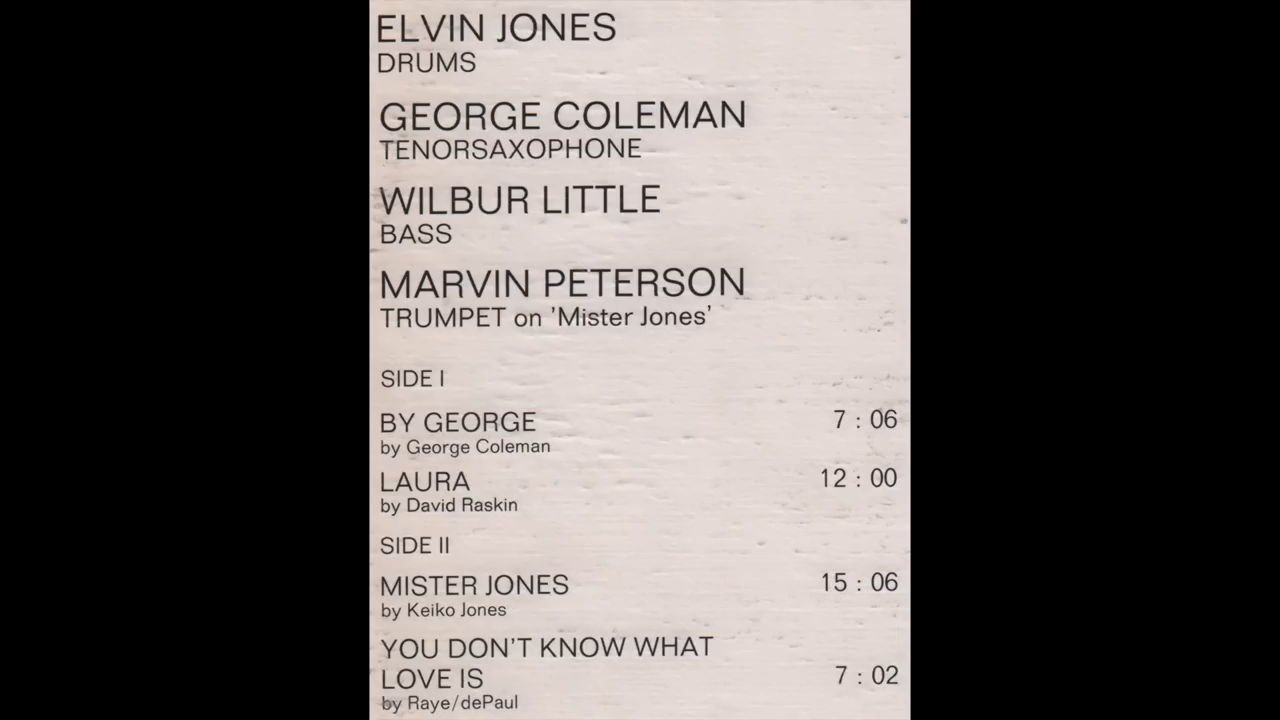 ELVIN JONES
DRUMS
GEORGE COLEMAN
TENORSAXOPHONE
WILBUR LITTLE
BASS
MARVIN PETERSON
TRUMPET on 'Mister Jones'
SIDE I
BY GEORGE 7 : 06
by George Coleman
LAURA 12 : 00
by David Raskin
SIDE II
MISTER JONES 15 : 06
by Keiko Jones
YOU DON'T KNOW WHAT
LOVE IS 7 : 02
by Raye/dePaul